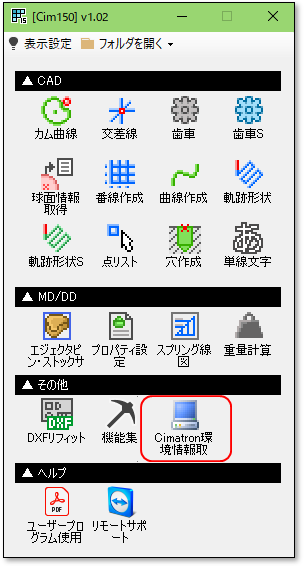 [Cim150] v1.02
表示設定 フォルダを開く
▲ CAD
カム曲線 交差線 歯車 歯車S
球面情報
取得
番線作成 曲線作成 軌跡形状
軌跡形状S 点リスト 穴作成 単線文字
▲ MD/DD
エジェクタピ
ン・ストックサ
プロパティ設
定
スプリング線
図
重量計算
▲ その他
DXF
DXFリフィット 機能集
Cimatron環
境情報取
▲ ヘルプ
PDF
ユーザープロ
グラム使用
リモートサポ
ート